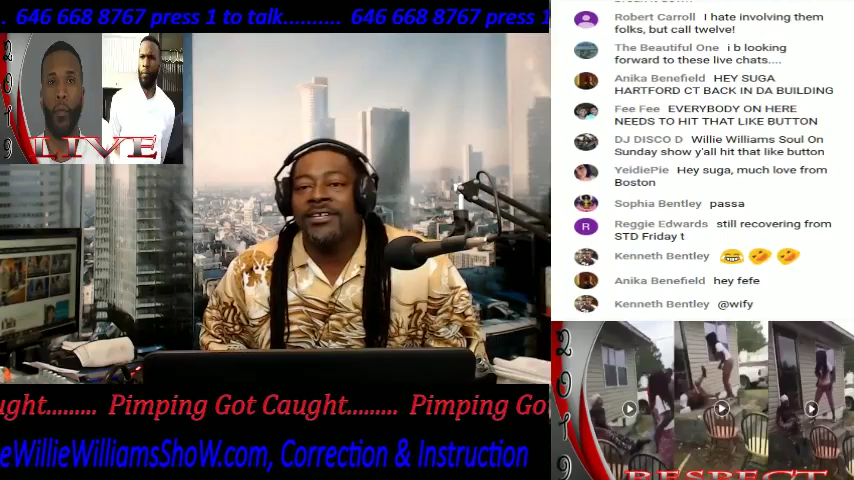 . 646 668 8767 press 1 to talk........... 646 668 8767 press 1
2019
LIVE
Robert Carroll I hate involving them
folks, but call twelve!
The Beautiful One i b looking
forward to these live chats....
Anika Benefield HEY SUGA
HARTFORD CT BACK IN DA BUILDING
Fee Fee EVERYBODY ON HERE
NEEDS TO HIT THAT LIKE BUTTON
DJ DISCO D Willie Williams Soul On
Sunday show y'all hit that like button
YeidiePie Hey suga, much love from
Boston
Sophia Bentley passa
R
Reggie Edwards still recovering from
STD Friday t
Kenneth Bentley 😂 🤣 🤣
Anika Benefield hey fefe
Kenneth Bentley @wify
ught......... Pimping Got Caught......... Pimping Go
eWillieWilliamsShoW.com, Correction & Instruction
2019
RESPECT